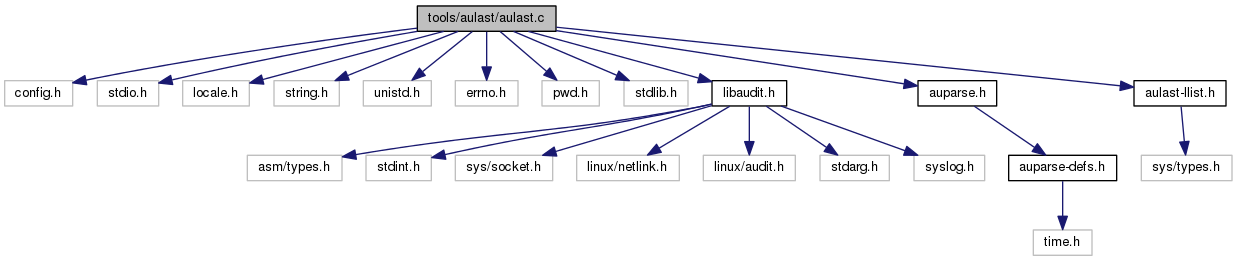 tools/aulast/aulast.c
config.h
stdio.h
locale.h
string.h
unistd.h
errno.h
pwd.h
stdlib.h
libaudit.h
auparse.h
aulast-llist.h
asm/types.h
stdint.h
sys/socket.h
linux/netlink.h
linux/audit.h
stdarg.h
syslog.h
auparse-defs.h
sys/types.h
time.h